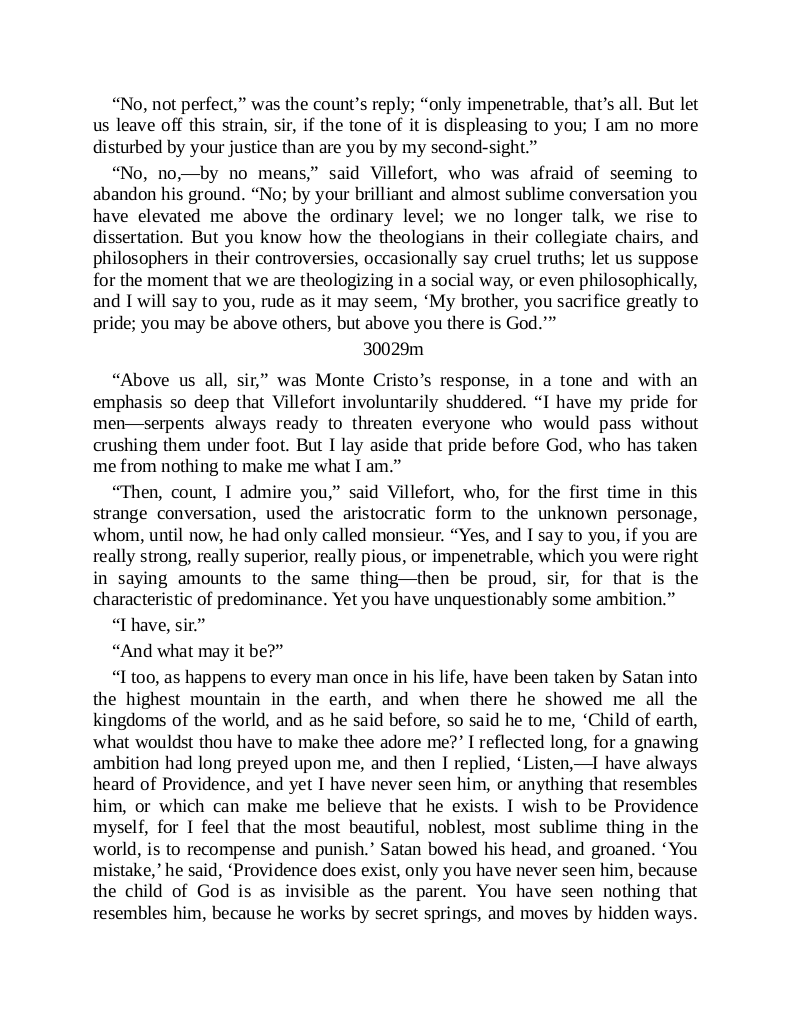 “No, not perfect,” was the count’s reply; “only impenetrable, that’s all. But let
us leave off this strain, sir, if the tone of it is displeasing to you; I am no more
disturbed by your justice than are you by my second-sight.”
“No, no,—by no means,” said Villefort, who was afraid of seeming to
abandon his ground. “No; by your brilliant and almost sublime conversation you
have elevated me above the ordinary level; we no longer talk, we rise to
dissertation. But you know how the theologians in their collegiate chairs, and
philosophers in their controversies, occasionally say cruel truths; let us suppose
for the moment that we are theologizing in a social way, or even philosophically,
and I will say to you, rude as it may seem, ‘My brother, you sacrifice greatly to
pride; you may be above others, but above you there is God.’”
30029m
“Above us all, sir,” was Monte Cristo’s response, in a tone and with an
emphasis so deep that Villefort involuntarily shuddered. “I have my pride for
men—serpents always ready to threaten everyone who would pass without
crushing them under foot. But I lay aside that pride before God, who has taken
me from nothing to make me what I am.”
“Then, count, I admire you,” said Villefort, who, for the first time in this
strange conversation, used the aristocratic form to the unknown personage,
whom, until now, he had only called monsieur. “Yes, and I say to you, if you are
really strong, really superior, really pious, or impenetrable, which you were right
in saying amounts to the same thing—then be proud, sir, for that is the
characteristic of predominance. Yet you have unquestionably some ambition.”
“I have, sir.”
“And what may it be?”
“I too, as happens to every man once in his life, have been taken by Satan into
the highest mountain in the earth, and when there he showed me all the
kingdoms of the world, and as he said before, so said he to me, ‘Child of earth,
what wouldst thou have to make thee adore me?’ I reflected long, for a gnawing
ambition had long preyed upon me, and then I replied, ‘Listen,—I have always
heard of Providence, and yet I have never seen him, or anything that resembles
him, or which can make me believe that he exists. I wish to be Providence
myself, for I feel that the most beautiful, noblest, most sublime thing in the
world, is to recompense and punish.’ Satan bowed his head, and groaned. ‘You
mistake,’ he said, ‘Providence does exist, only you have never seen him, because
the child of God is as invisible as the parent. You have seen nothing that
resembles him, because he works by secret springs, and moves by hidden ways.